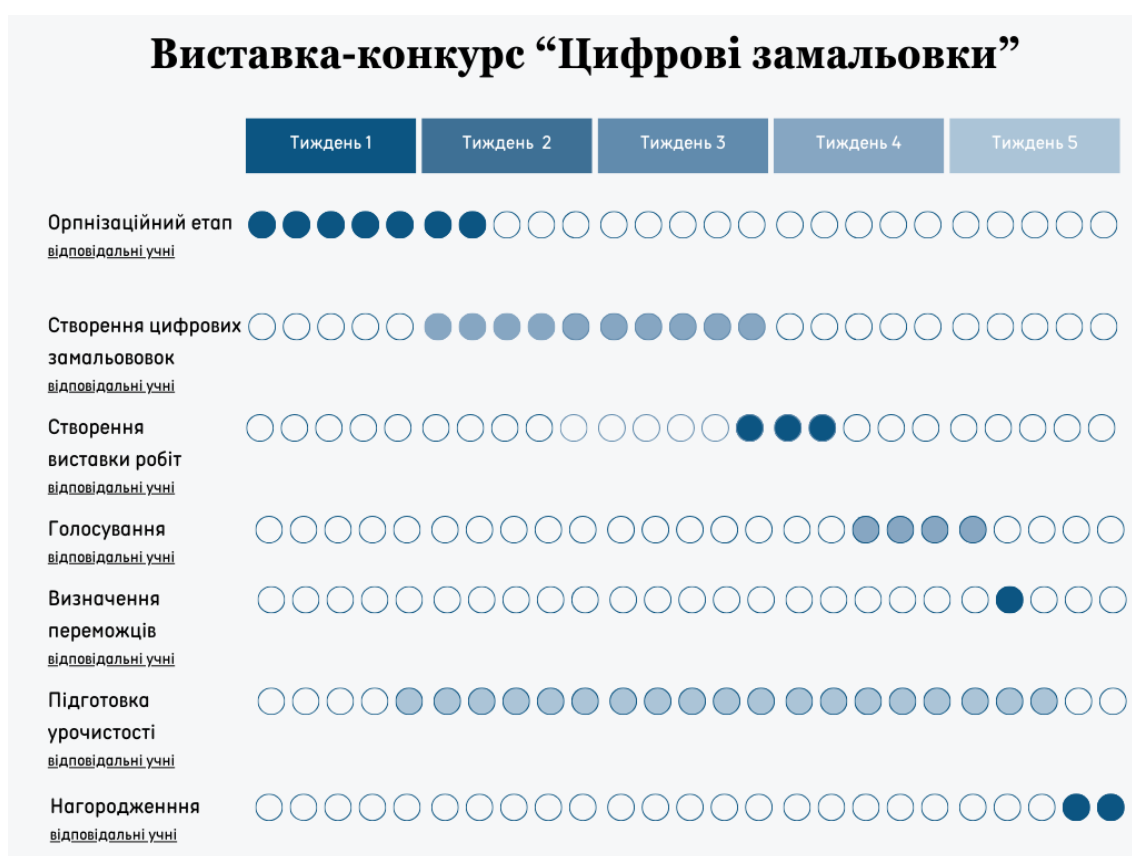 Виставка-конкурс “Цифрові замальовки”
Тиждень 1
Тиждень 2
Тиждень 3
Тиждень 4
Тиждень 5
Орпнізаційний етап
відповідальні учні
Створення цифрових
замальововок
відповідальні учні
Створення
виставки робіт
відповідальні учні
Голосування
відповідальні учні
Визначення
переможців
відповідальні учні
Підготовка
урочистості
відповідальні учні
Нагородженння
відповідальні учні